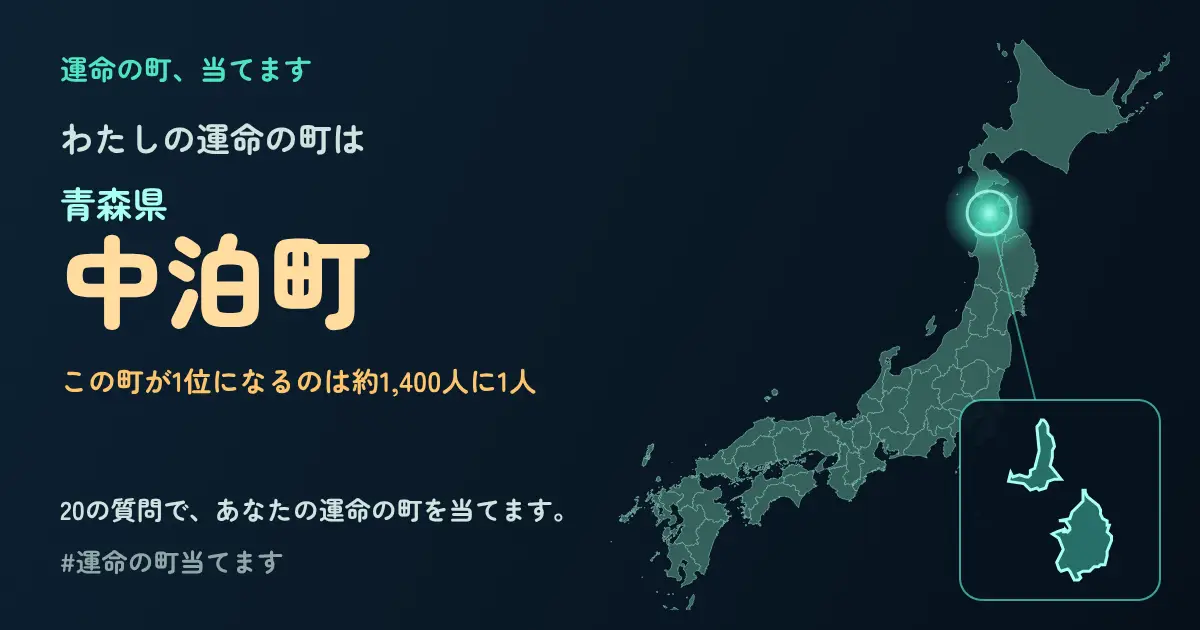 運命の町、当てます
わたしの運命の町は
青森県
中泊町
この町が1位になるのは約1,400人に1人
20の質問で、あなたの運命の町を当てます。
#運命の町当てます